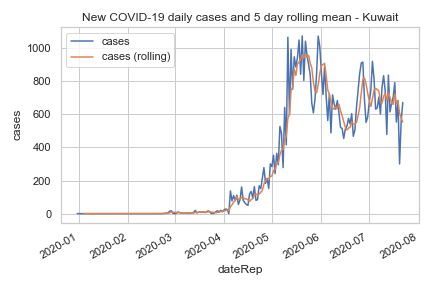 New COVID-19 daily cases and 5 day rolling mean - Kuwait
cases
cases (rolling)
1000
800
600
400
200
0
cases
2020-01
2020-02
2020-03
2020-04
2020-05
2020-06
2020-07
2020-08
dateRep